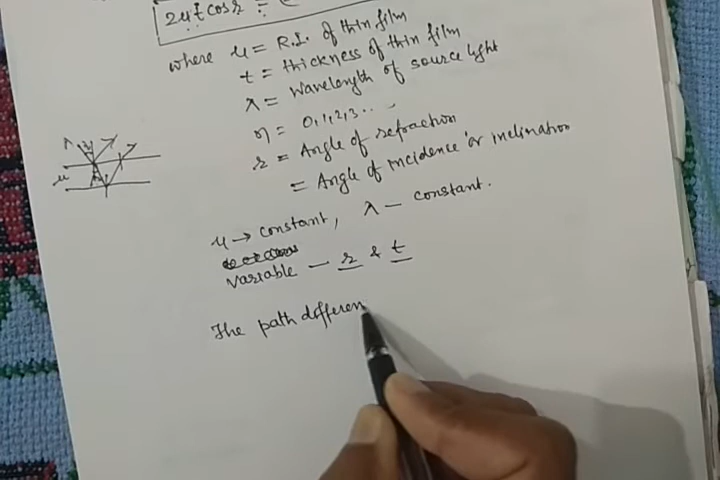 2μt cos r =
where μ = R.I. of thin film
t = thickness of thin film
λ = wavelength of source light
n = 0,1,2,3...
r = Angle of refraction
= Angle of incidence or inclination
μ → constant, λ – constant.
variable – r & t
The path differen